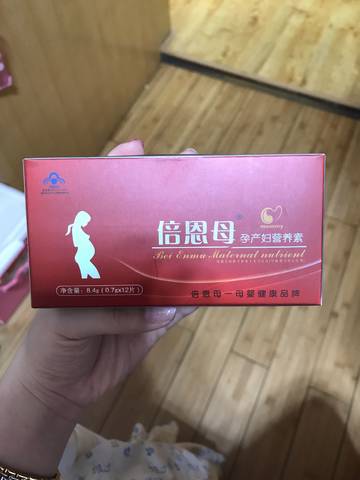 倍恩母®
孕产妇营养素
mommy
Bei Enmu Maternal nutrient
净含量：8.4g（0.7gx12片）
倍恩母—母婴健康品牌